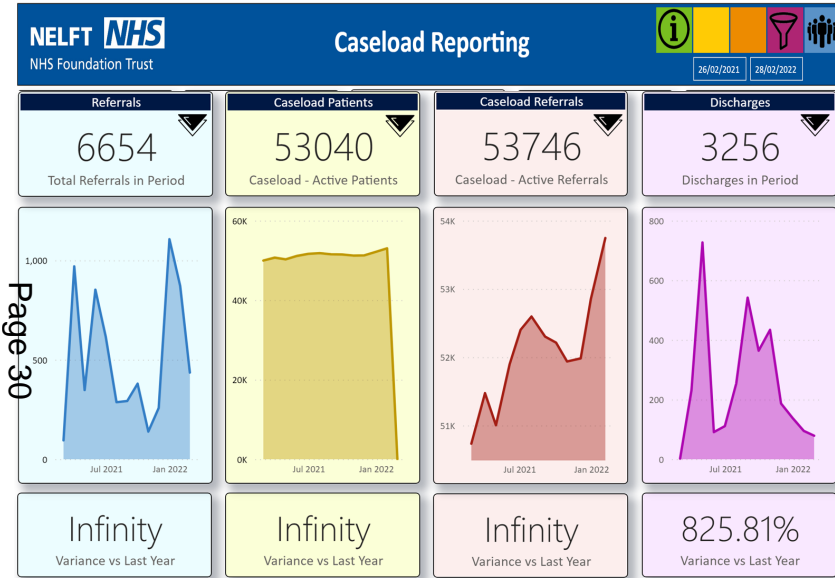 NELFT NHS
NHS Foundation Trust
Caseload Reporting
26/02/2021
28/02/2022
Referrals
6654
Total Referrals in Period
Caseload Patients
53040
Caseload - Active Patients
Caseload Referrals
53746
Caseload - Active Referrals
Discharges
3256
Discharges in Period
1,000
500
0
Jul 2021
Jan 2022
60K
40K
20K
0K
Jul 2021
Jan 2022
54K
53K
52K
51K
Jul 2021
Jan 2022
800
600
400
200
0
Jul 2021
Jan 2022
Page 30
Infinity
Variance vs Last Year
Infinity
Variance vs Last Year
Infinity
Variance vs Last Year
825.81%
Variance vs Last Year